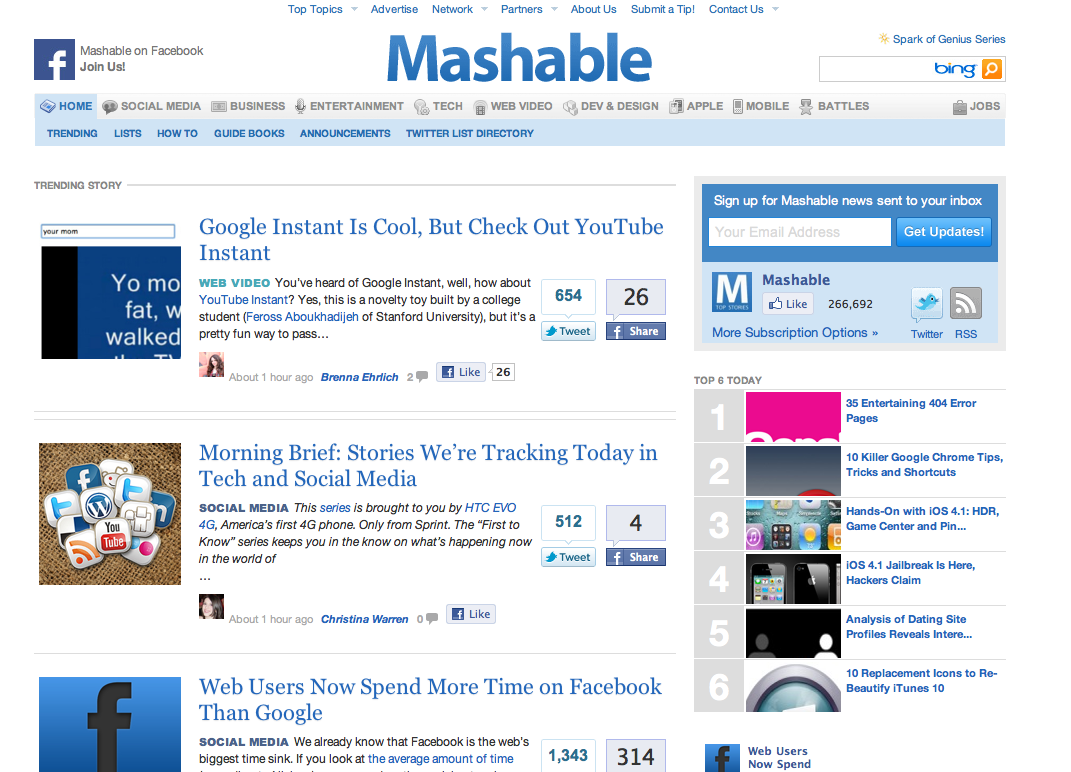 Top Topics Advertise Network Partners About Us Submit a Tip! Contact Us
Mashable on Facebook
Join Us!
Mashable
Spark of Genius Series
bing
HOME SOCIAL MEDIA BUSINESS ENTERTAINMENT TECH WEB VIDEO DEV & DESIGN APPLE MOBILE BATTLES JOBS
TRENDING LISTS HOW TO GUIDE BOOKS ANNOUNCEMENTS TWITTER LIST DIRECTORY
TRENDING STORY
your mom
Yo mo
fat, w
walked
Google Instant Is Cool, But Check Out YouTube
Instant
WEB VIDEO You've heard of Google Instant, well, how about
YouTube Instant? Yes, this is a novelty toy built by a college
student (Feross Aboukhadijeh of Stanford University), but it's a
pretty fun way to pass…
654
Tweet
26
Share
About 1 hour ago Brenna Ehrlich 2 Like 26
You
Tube
Morning Brief: Stories We're Tracking Today in
Tech and Social Media
SOCIAL MEDIA This series is brought to you by HTC EVO
4G, America's first 4G phone. Only from Sprint. The “First to
Know” series keeps you in the know on what's happening now
in the world of
…
512
Tweet
4
Share
About 1 hour ago Christina Warren 0 Like
Web Users Now Spend More Time on Facebook
Than Google
SOCIAL MEDIA We already know that Facebook is the web's
biggest time sink. If you look at the average amount of time
1,343
314
Sign up for Mashable news sent to your inbox
Your Email Address Get Updates!
M
TOP STORIES
Mashable
Like 266,692
More Subscription Options »
Twitter RSS
TOP 6 TODAY
1
35 Entertaining 404 Error
Pages
2
10 Killer Google Chrome Tips,
Tricks and Shortcuts
3
Hands-On with iOS 4.1: HDR,
Game Center and Pin...
4
iOS 4.1 Jailbreak Is Here,
Hackers Claim
5
Analysis of Dating Site
Profiles Reveals Intere...
6
10 Replacement Icons to Re-
Beautify iTunes 10
Web Users
Now Spend